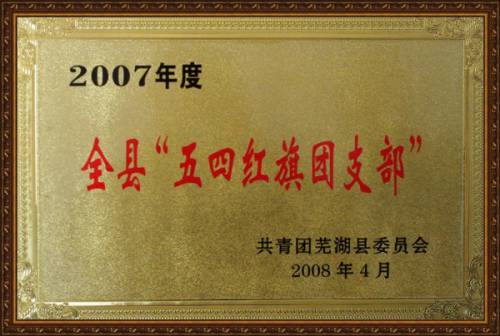 2007年度
全县“五四红旗团支部”
共青团芜湖县委员会
2008年4月